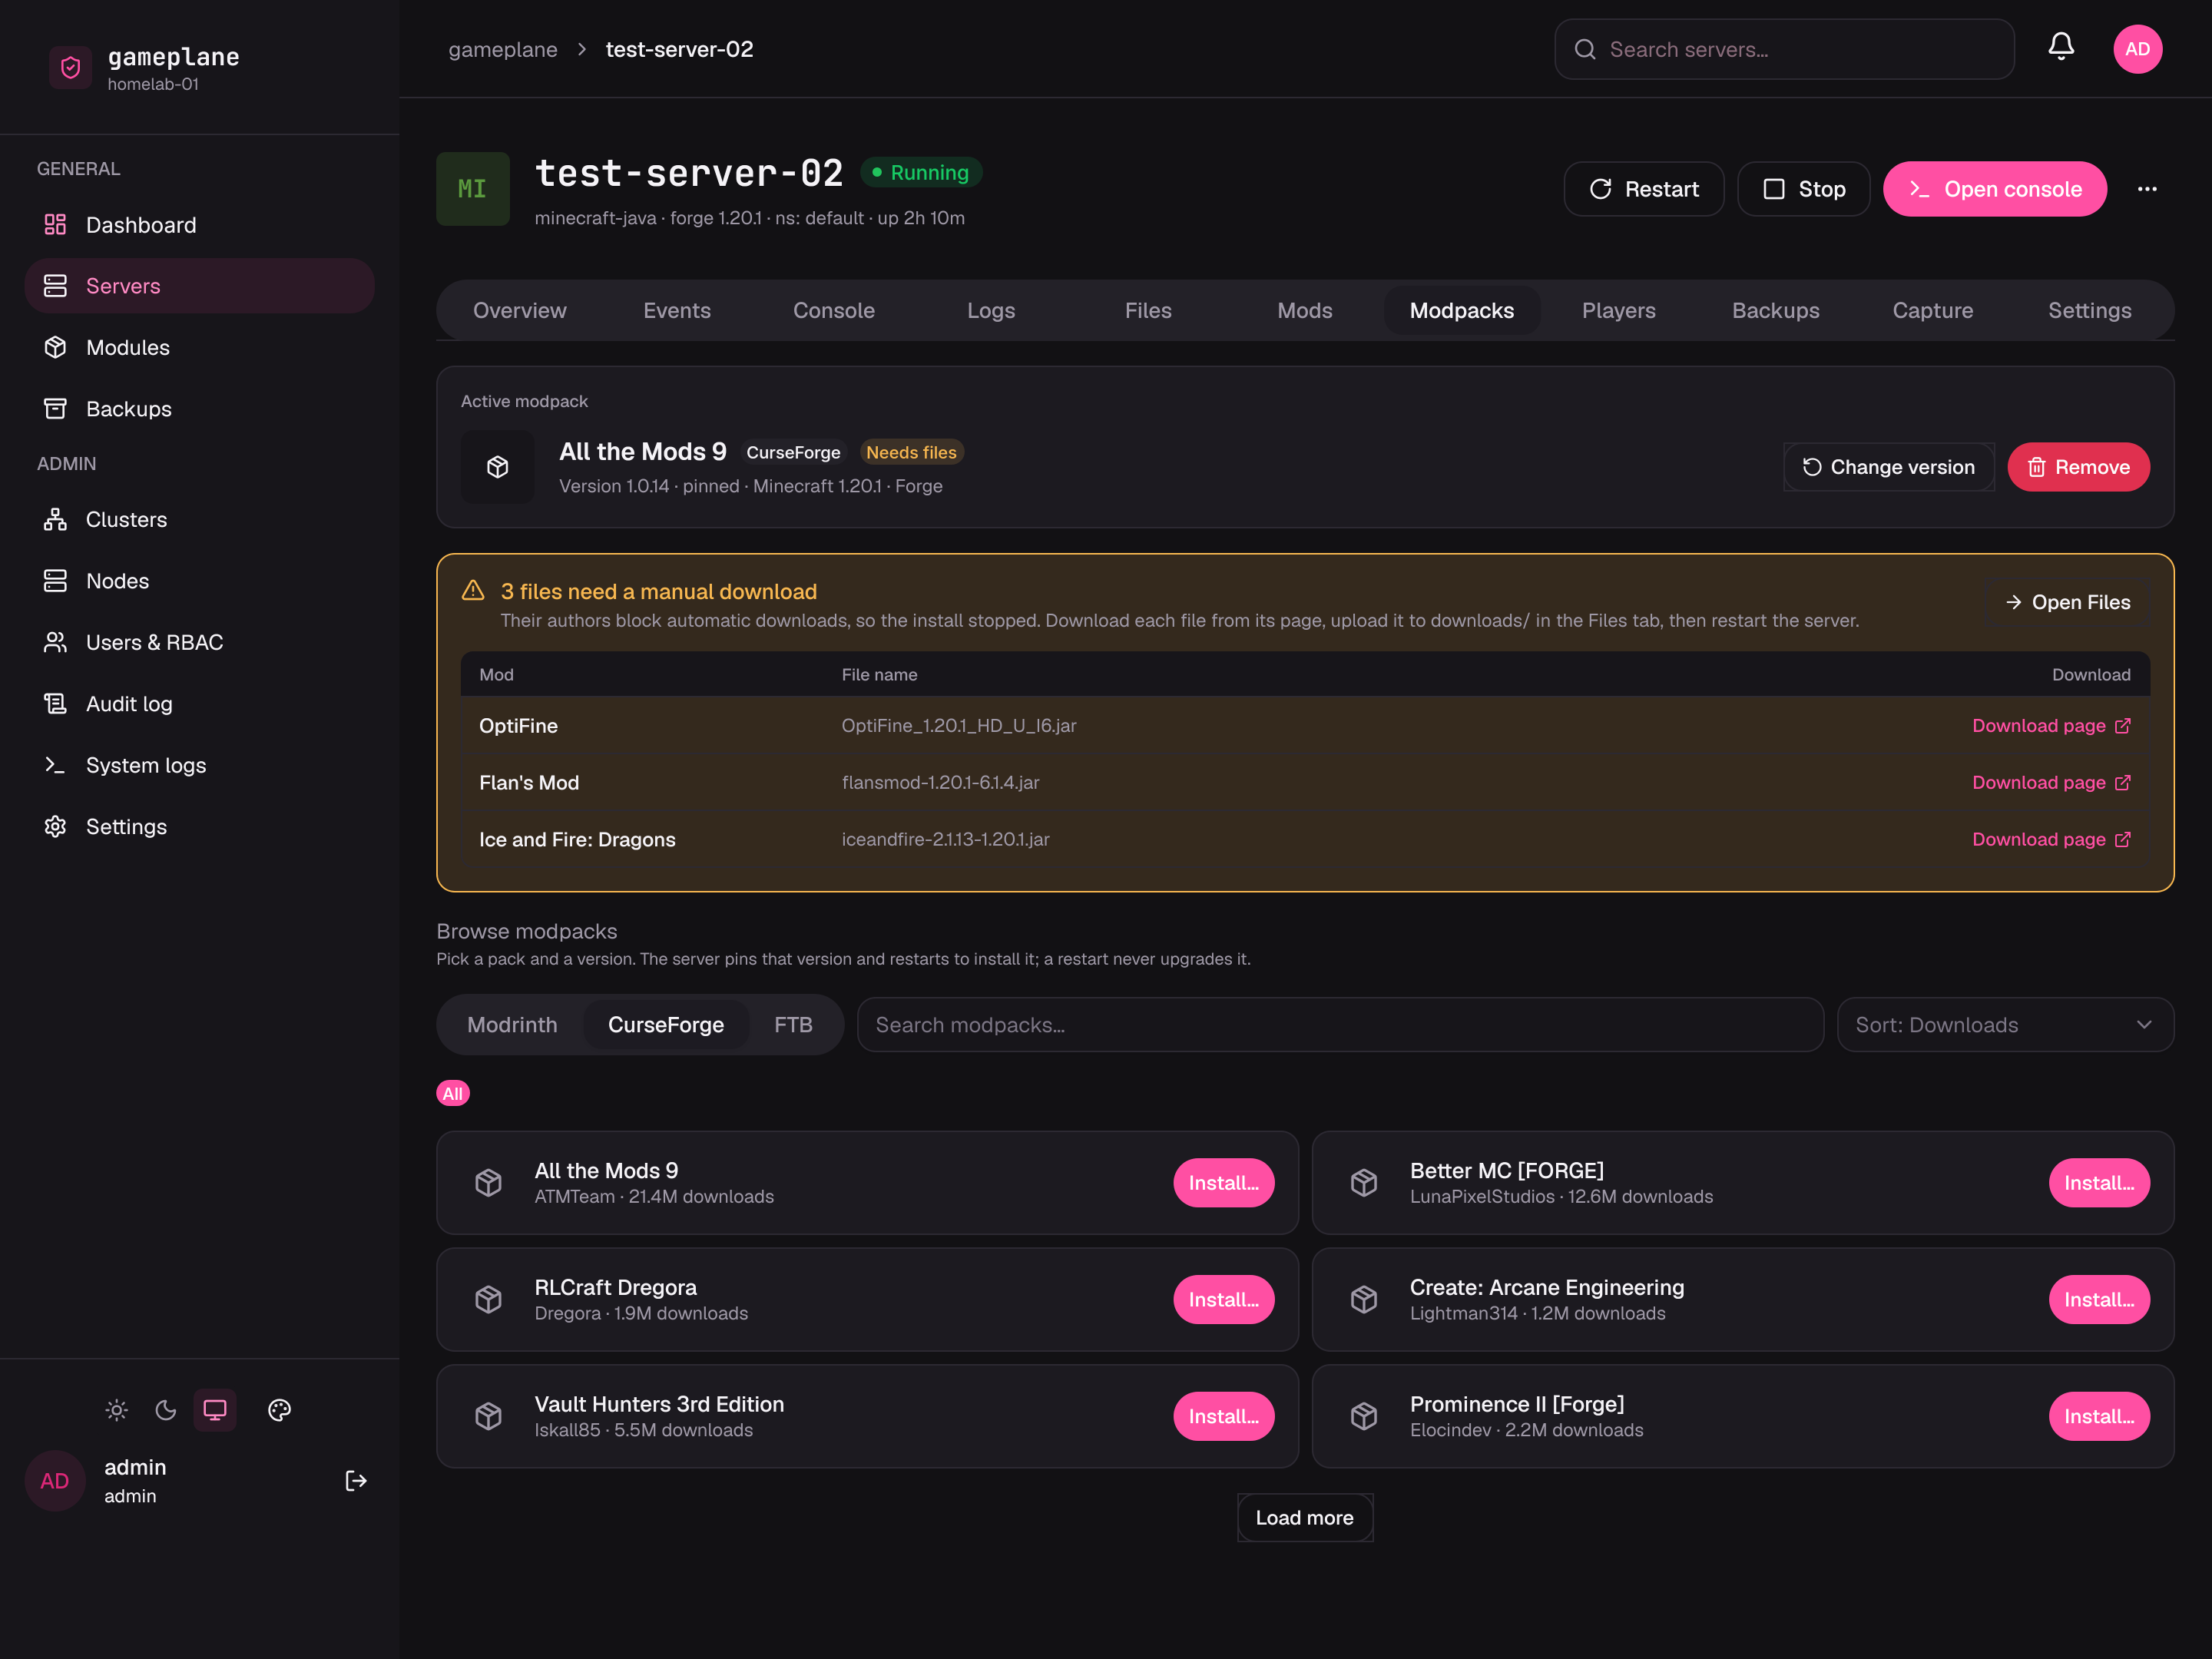 gameplane
homelab-01
GENERAL
Dashboard
Servers
Modules
Backups
ADMIN
Clusters
Nodes
Users & RBAC
Audit log
System logs
Settings
AD
admin
admin
gameplane > test-server-02
Search servers...
AD
MI
test-server-02
Running
minecraft-java · forge 1.20.1 · ns: default · up 2h 10m
Restart
Stop
Open console
Overview
Events
Console
Logs
Files
Mods
Modpacks
Players
Backups
Capture
Settings
Active modpack
All the Mods 9 CurseForge Needs files
Version 1.0.14 · pinned · Minecraft 1.20.1 · Forge
Change version
Remove
3 files need a manual download
Their authors block automatic downloads, so the install stopped. Download each file from its page, upload it to downloads/ in the Files tab, then restart the server.
Open Files
Mod File name Download
OptiFine OptiFine_1.20.1_HD_U_I6.jar Download page
Flan's Mod flansmod-1.20.1-6.1.4.jar Download page
Ice and Fire: Dragons iceandfire-2.1.13-1.20.1.jar Download page
Browse modpacks
Pick a pack and a version. The server pins that version and restarts to install it; a restart never upgrades it.
Modrinth
CurseForge
FTB
Search modpacks...
Sort: Downloads
All
All the Mods 9
ATMTeam · 21.4M downloads
Install...
Better MC [FORGE]
LunaPixelStudios · 12.6M downloads
Install...
RLCraft Dregora
Dregora · 1.9M downloads
Install...
Create: Arcane Engineering
Lightman314 · 1.2M downloads
Install...
Vault Hunters 3rd Edition
Iskall85 · 5.5M downloads
Install...
Prominence II [Forge]
Elocindev · 2.2M downloads
Install...
Load more